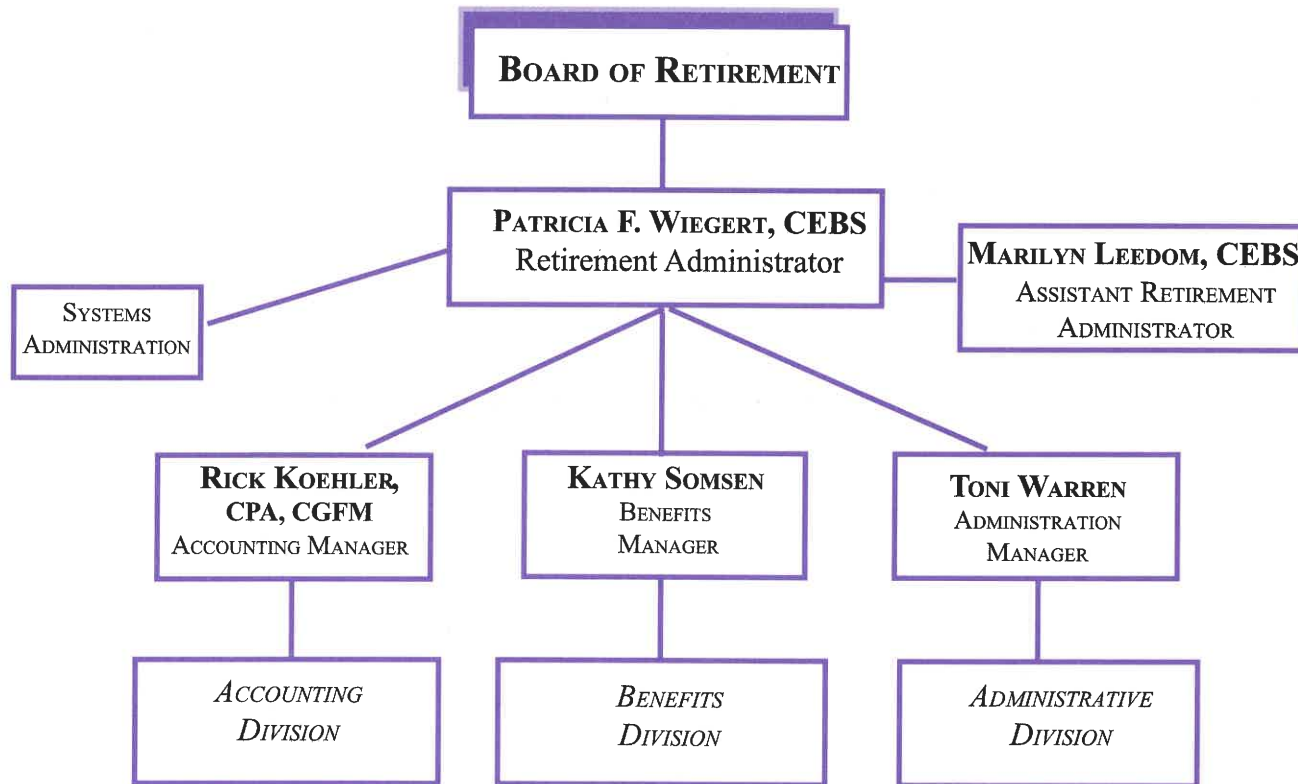 BOARD OF RETIREMENT
PATRICIA F. WIEGERT, CEBS
Retirement Administrator
MARILYN LEEDOM, CEBS
ASSISTANT RETIREMENT
ADMINISTRATOR
SYSTEMS
ADMINISTRATION
RICK KOEHLER,
CPA, CGFM
ACCOUNTING MANAGER
KATHY SOMSEN
BENEFITS
MANAGER
TONI WARREN
ADMINISTRATION
MANAGER
ACCOUNTING
DIVISION
BENEFITS
DIVISION
ADMINISTRATIVE
DIVISION